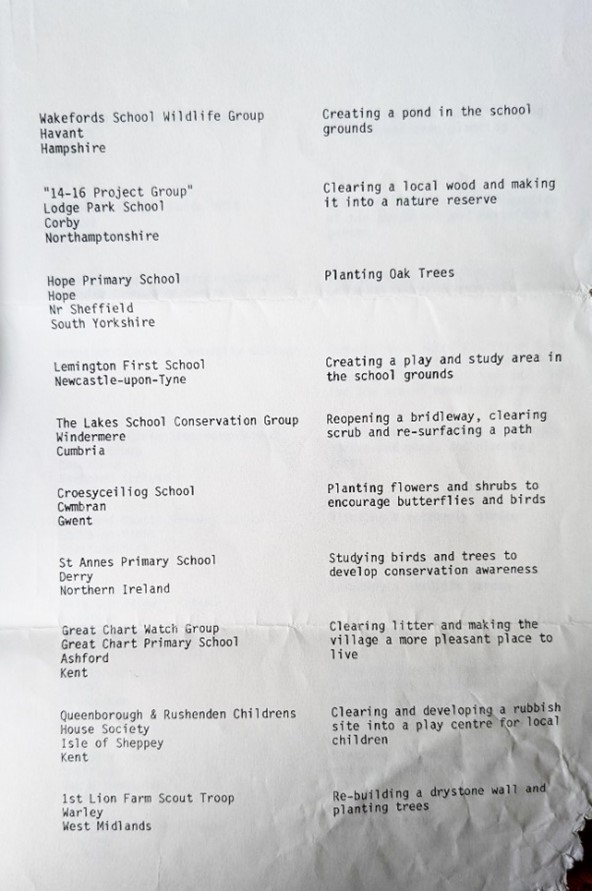 Wakefords School Wildlife Group
Havant
Hampshire
Creating a pond in the school
grounds
"14-16 Project Group"
Lodge Park School
Corby
Northamptonshire
Clearing a local wood and making
it into a nature reserve
Hope Primary School
Hope
Nr Sheffield
South Yorkshire
Planting Oak Trees
Lemington First School
Newcastle-upon-Tyne
Creating a play and study area in
the school grounds
The Lakes School Conservation Group
Windermere
Cumbria
Reopening a bridleway, clearing
scrub and re-surfacing a path
Croesyceiliog School
Cwmbran
Gwent
Planting flowers and shrubs to
encourage butterflies and birds
St Annes Primary School
Derry
Northern Ireland
Studying birds and trees to
develop conservation awareness
Great Chart Watch Group
Great Chart Primary School
Ashford
Kent
Clearing litter and making the
village a more pleasant place to
live
Queenborough & Rushenden Childrens
House Society
Isle of Sheppey
Kent
Clearing and developing a rubbish
site into a play centre for local
children
1st Lion Farm Scout Troop
Warley
West Midlands
Re-building a drystone wall and
planting trees